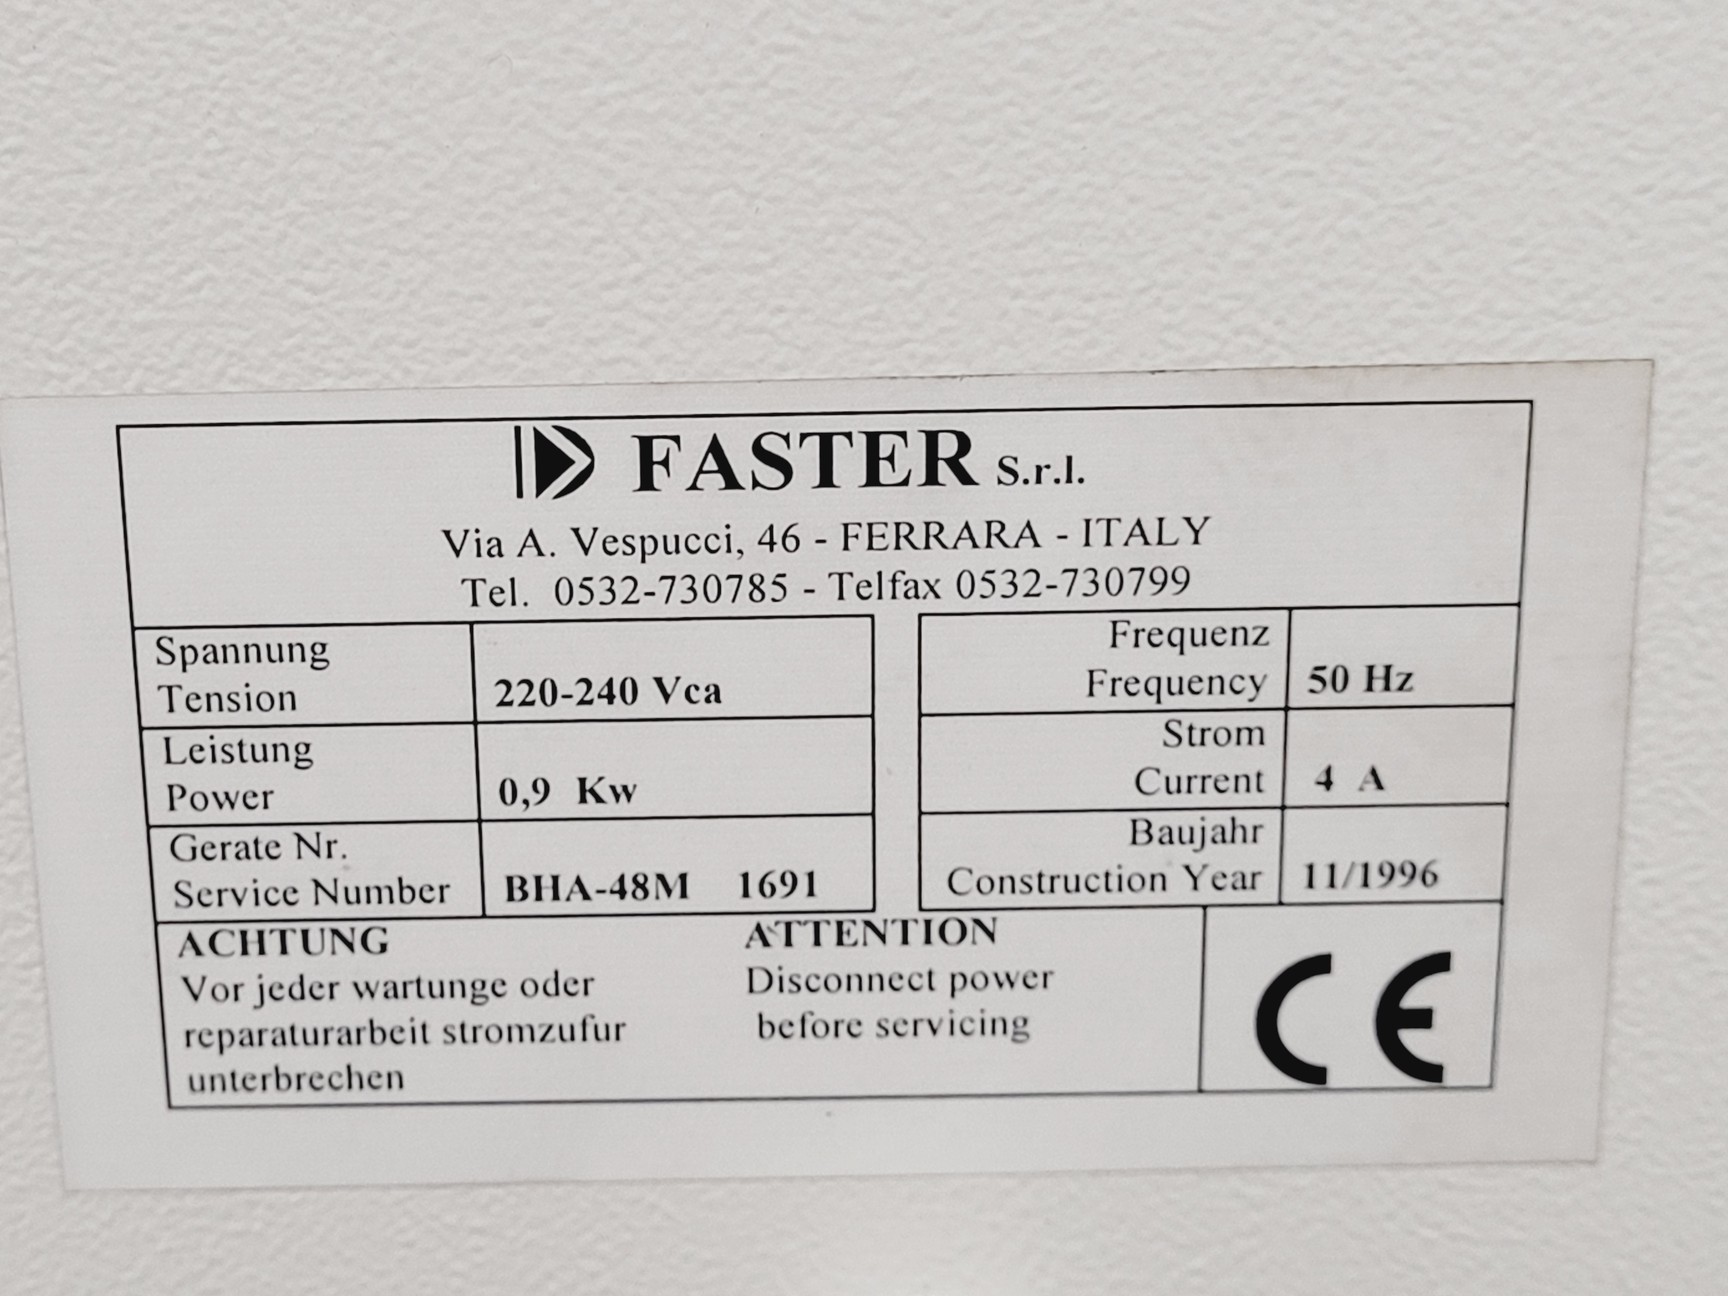 FASTER S.r.l.
Via A. Vespucci, 46 - FERRARA - ITALY
Tel. 0532-730785 - Telfax 0532-730799
Spannung
Tension 220-240 Vca
Frequenz
Frequency 50 Hz
Leistung
Power 0,9 Kw
Strom
Current 4 A
Gerate Nr.
Service Number BHA-48M 1691
Baujahr
Construction Year 11/1996
ACHTUNG
Vor jeder wartunge oder
reparaturarbeit stromzufur
unterbrechen
ATTENTION
Disconnect power
before servicing
CE